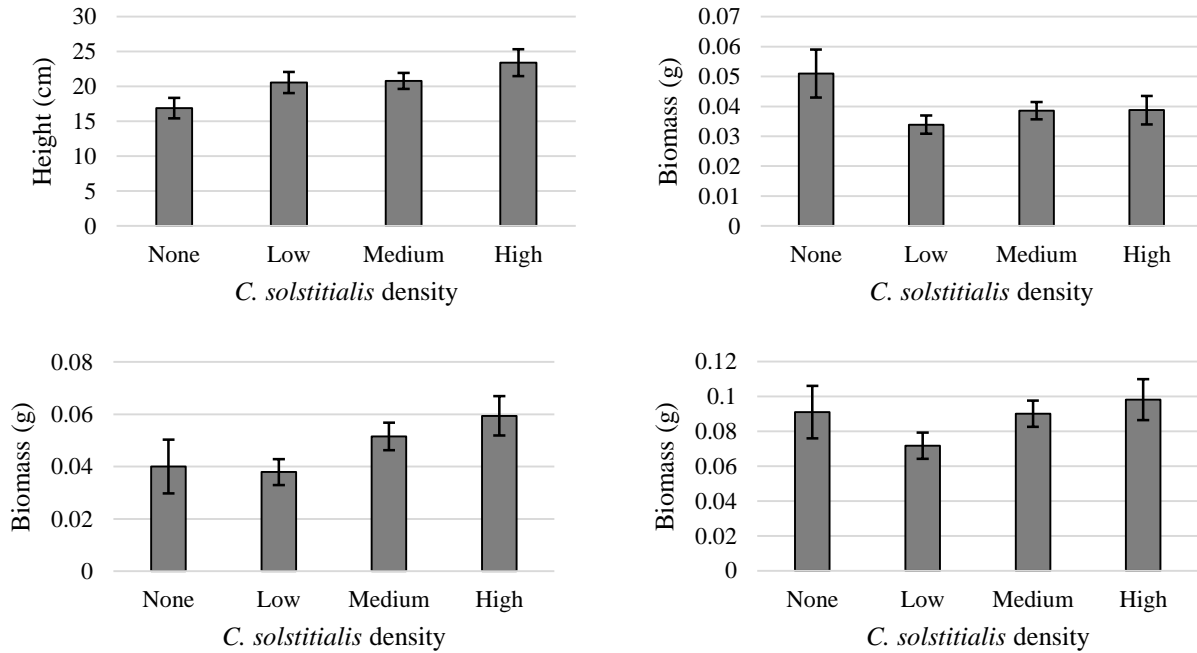 Height (cm)
30
25
20
15
10
5
0
None Low Medium High
C. solstitialis density
Biomass (g)
0.07
0.06
0.05
0.04
0.03
0.02
0.01
0
None Low Medium High
C. solstitialis density
Biomass (g)
0.08
0.06
0.04
0.02
0
None Low Medium High
C. solstitialis density
Biomass (g)
0.12
0.1
0.08
0.06
0.04
0.02
0
None Low Medium High
C. solstitialis density